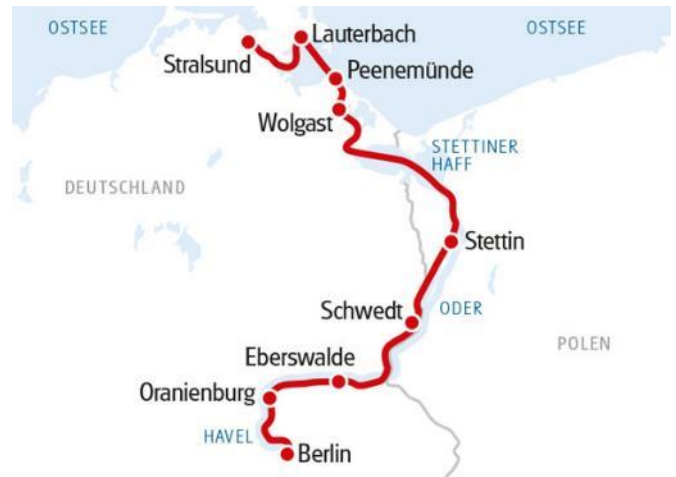 OSTSEE
OSTSEE
Lauterbach
Stralsund
Peenemünde
Wolgast
STETTINER
HAFF
DEUTSCHLAND
Stettin
Schwedt
ODER
POLEN
Eberswalde
Oranienburg
HAVEL
Berlin